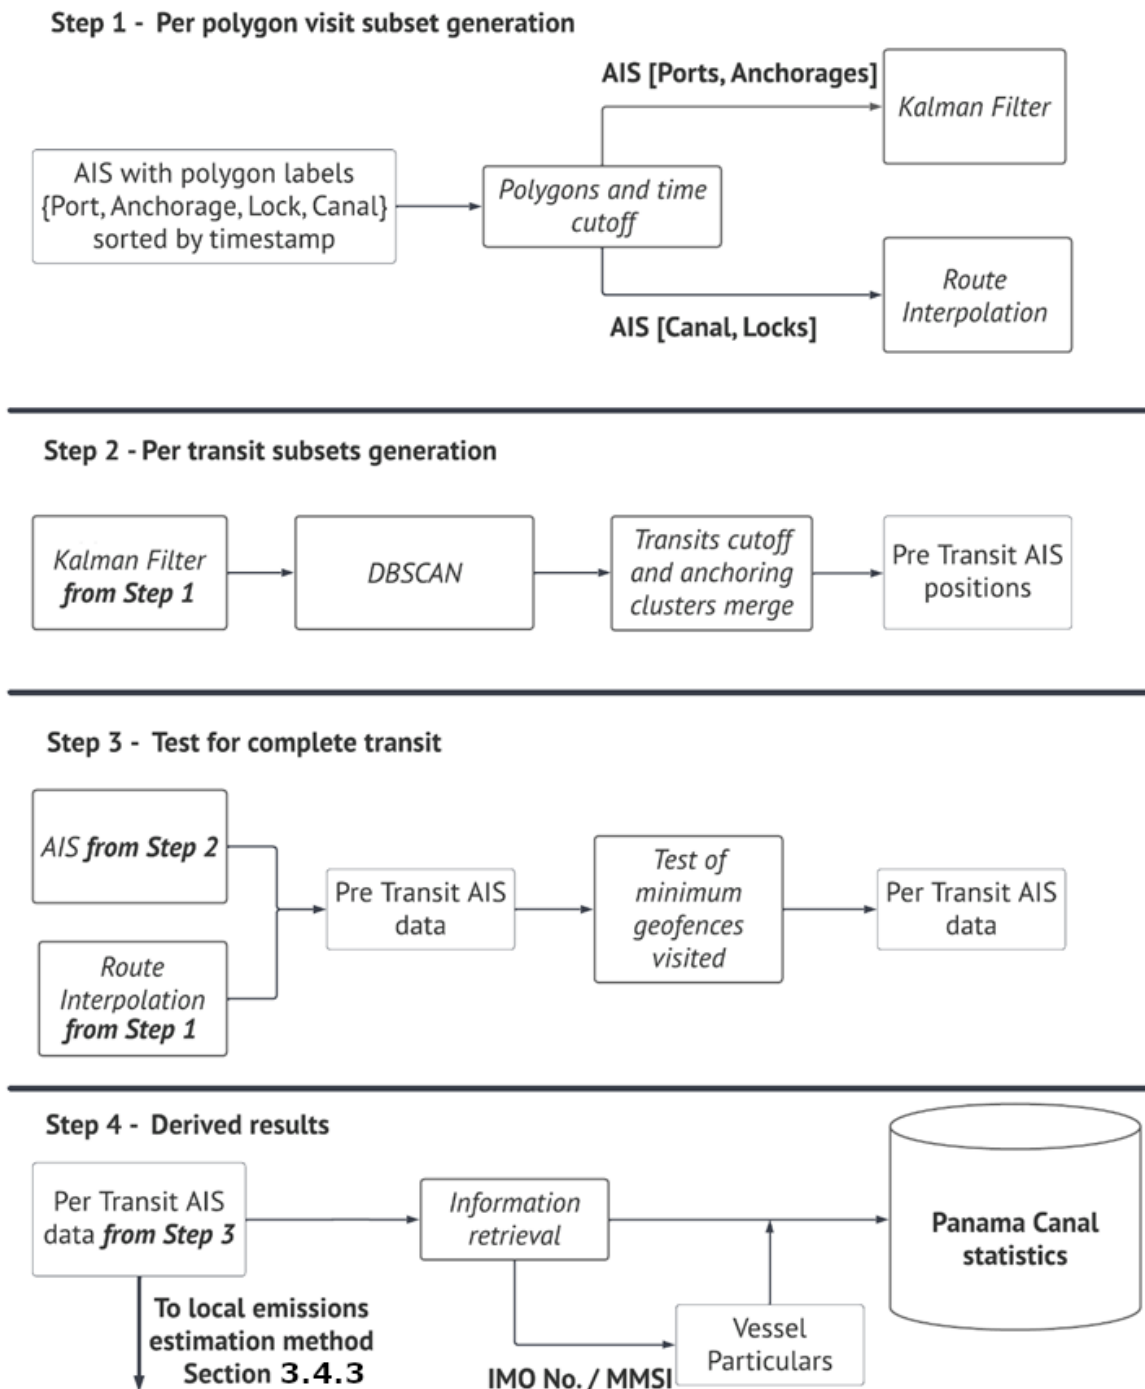 Step 1 - Per polygon visit subset generation
AIS [Ports, Anchorages]
Kalman Filter
AIS with polygon labels
{Port, Anchorage, Lock, Canal}
sorted by timestamp
Polygons and time
cutoff
Route
Interpolation
AIS [Canal, Locks]
Step 2 - Per transit subsets generation
Kalman Filter
from Step 1
DBSCAN
Transits cutoff
and anchoring
clusters merge
Pre Transit AIS
positions
Step 3 - Test for complete transit
AIS from Step 2
Route
Interpolation
from Step 1
Pre Transit AIS
data
Test of
minimum
geofences
visited
Per Transit AIS
data
Step 4 - Derived results
Per Transit AIS
data from Step 3
Information
retrieval
Panama Canal
statistics
To local emissions
estimation method
Section 3.4.3
IMO No. / MMSI
Vessel
Particulars